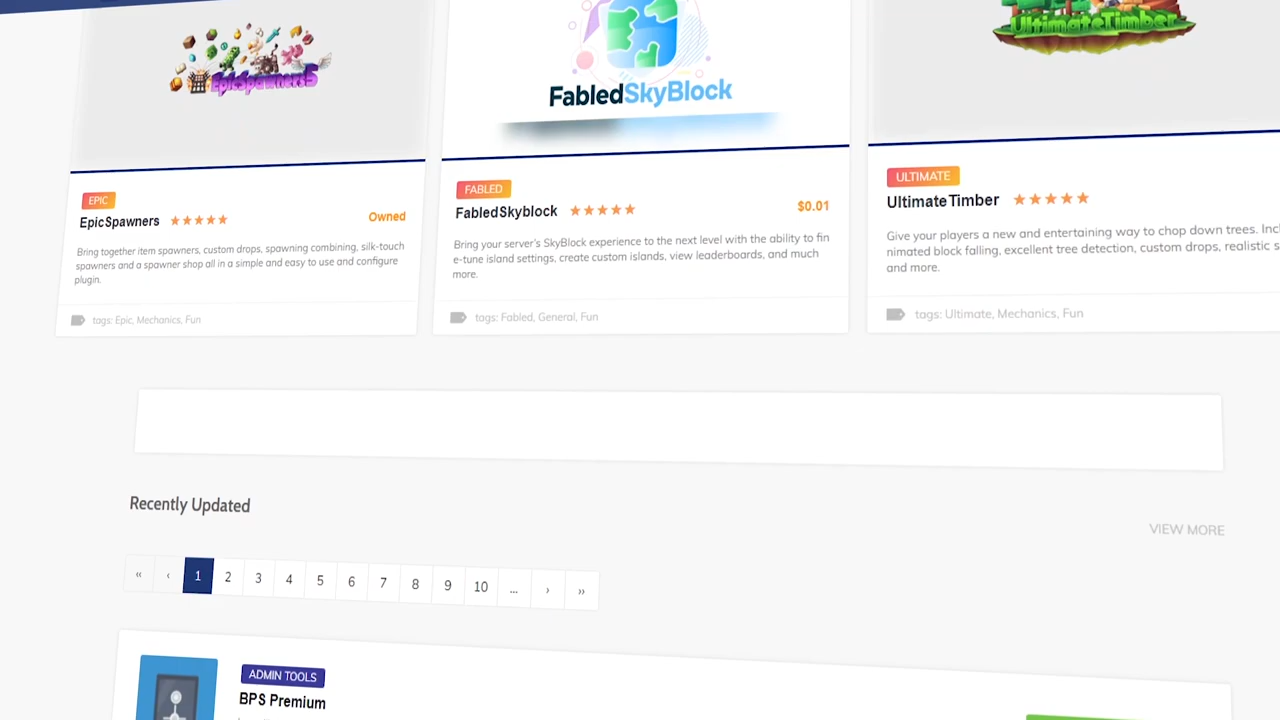 EpicSpawners5
FabledSkyBlock
UltimateTimber
EPIC
EpicSpawners
Owned
Bring together item spawners, custom drops, spawning combining, silk-touch
spawners and a spawner shop all in a simple and easy to use and configure
plugin.
tags: Epic, Mechanics, Fun
FABLED
FabledSkyblock
$0.01
Bring your server's SkyBlock experience to the next level with the ability to fin
e-tune island settings, create custom islands, view leaderboards, and much
more.
tags: Fabled, General, Fun
ULTIMATE
UltimateTimber
Give your players a new and entertaining way to chop down trees. Incl
nimated block falling, excellent tree detection, custom drops, realistic s
and more.
tags: Ultimate, Mechanics, Fun
Recently Updated
VIEW MORE
« ‹ 1 2 3 4 5 6 7 8 9 10 ... › »
ADMIN TOOLS
BPS Premium